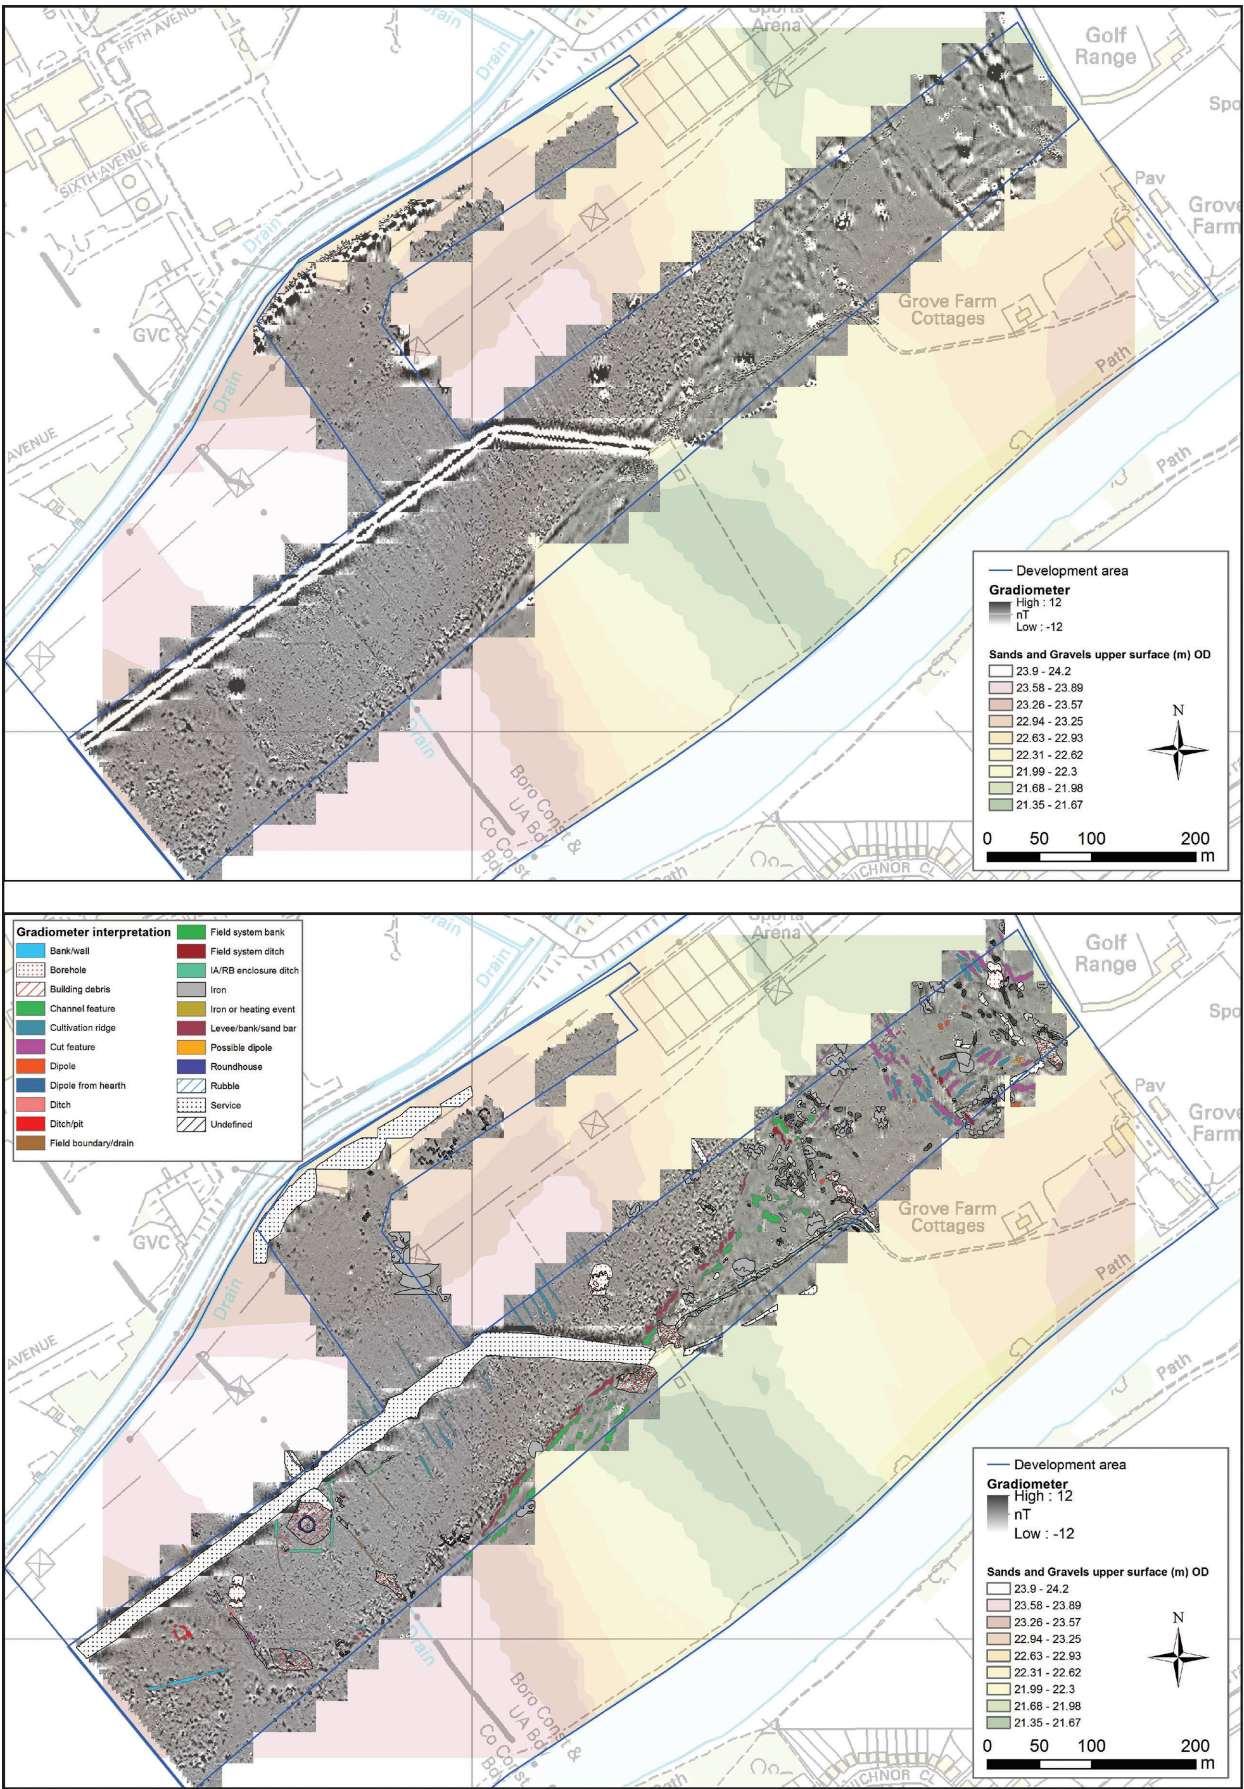 Drain
Sports
Arena
Golf
Range
FIFTH AVENUE
Drain
SIXTH AVENUE
Spo
Pav
Drain
Grove
Farm
Grove Farm
Cottages
GVC
Path
Drain
AVENUE
Path
Development area
Gradiometer
High : 12
nT
Low : -12
Sands and Gravels upper surface (m) OD
23.9 - 24.2
23.58 - 23.89
23.26 - 23.57
22.94 - 23.25
22.63 - 22.93
22.31 - 22.62
21.99 - 22.3
21.68 - 21.98
21.35 - 21.67
N
Drain
Boro Const &
UA Bdy
Co Const
0 50 100 200
m
Path
Gradiometer interpretation
Bank/wall
Borehole
Building debris
Channel feature
Cultivation ridge
Cut feature
Dipole
Dipole from hearth
Ditch
Ditch/pit
Field boundary/drain
Field system bank
Field system ditch
IA/RB enclosure ditch
Iron
Iron or heating event
Levee/bank/sand bar
Possible dipole
Roundhouse
Rubble
Service
Undefined
Drain
Sports
Arena
Golf
Range
Drain
Spo
Pav
Grove
Farm
Grove Farm
Cottages
GVC
Path
Drain
AVENUE
Path
Development area
Gradiometer
High : 12
nT
Low : -12
Sands and Gravels upper surface (m) OD
23.9 - 24.2
23.58 - 23.89
23.26 - 23.57
22.94 - 23.25
22.63 - 22.93
22.31 - 22.62
21.99 - 22.3
21.68 - 21.98
21.35 - 21.67
N
Drain
Boro Const &
UA Bdy
Co Const
0 50 100 200
m
Path